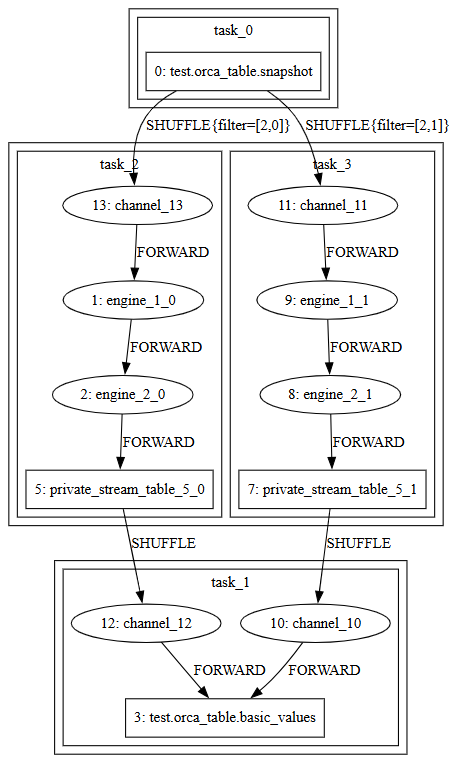 task_0
0: test.orca_table.snapshot
SHUFFLE{filter=[2,0]}
SHUFFLE{filter=[2,1]}
task_2
task_3
13: channel_13
11: channel_11
FORWARD
FORWARD
1: engine_1_0
9: engine_1_1
FORWARD
FORWARD
2: engine_2_0
8: engine_2_1
FORWARD
FORWARD
5: private_stream_table_5_0
7: private_stream_table_5_1
SHUFFLE
SHUFFLE
task_1
12: channel_12
10: channel_10
FORWARD
FORWARD
3: test.orca_table.basic_values